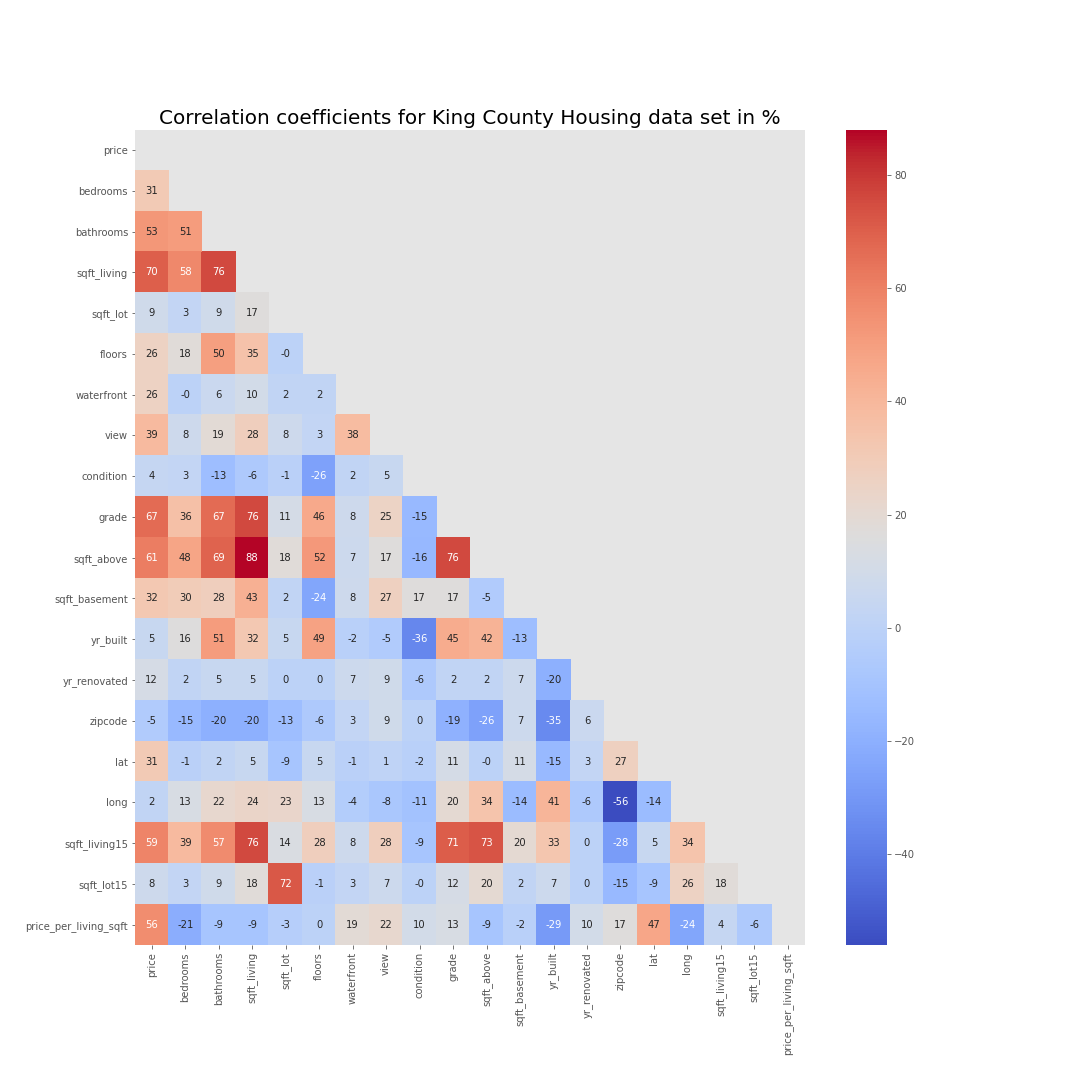 Correlation coefficients for King County Housing data set in %
price
bedrooms 31
bathrooms 53 51
sqft_living 70 58 76
sqft_lot 9 3 9 17
floors 26 18 50 35 -0
waterfront 26 -0 6 10 2 2
view 39 8 19 28 8 3 38
condition 4 3 -13 -6 -1 -26 2 5
grade 67 36 67 76 11 46 8 25 -15
sqft_above 61 48 69 88 18 52 7 17 -16 76
sqft_basement 32 30 28 43 2 -24 8 27 17 17 -5
yr_built 5 16 51 32 5 49 -2 -5 -36 45 42 -13
yr_renovated 12 2 5 5 0 0 7 9 -6 2 2 7 -20
zipcode -5 -15 -20 -20 -13 -6 3 9 0 -19 -26 7 -35 6
lat 31 -1 2 5 -9 5 -1 1 -2 11 -0 11 -15 3 27
long 2 13 22 24 23 13 -4 -8 -11 20 34 -14 41 -6 -56 -14
sqft_living15 59 39 57 76 14 28 8 28 -9 71 73 20 33 0 -28 5 34
sqft_lot15 8 3 9 18 72 -1 3 7 -0 12 20 2 7 0 -15 -9 26 18
price_per_living_sqft 56 -21 -9 -9 -3 0 19 22 10 13 -9 -2 -29 10 17 47 -24 4 -6
price
bedrooms
bathrooms
sqft_living
sqft_lot
floors
waterfront
view
condition
grade
sqft_above
sqft_basement
yr_built
yr_renovated
zipcode
lat
long
sqft_living15
sqft_lot15
price_per_living_sqft
80
60
40
20
0
−20
−40